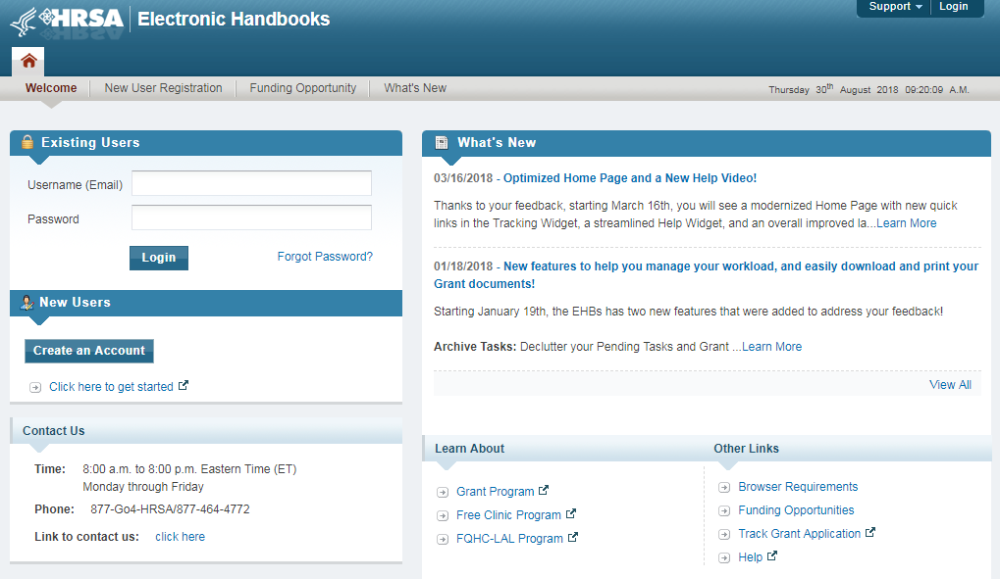 HRSA Electronic Handbooks
Support Login
Welcome New User Registration Funding Opportunity What's New Thursday 30th August 2018 09:20:09 A.M.
Existing Users
Username (Email)
Password
Login Forgot Password?
New Users
Create an Account
Click here to get started
Contact Us
Time: 8:00 a.m. to 8:00 p.m. Eastern Time (ET)
Monday through Friday
Phone: 877-Go4-HRSA/877-464-4772
Link to contact us: click here
What's New
03/16/2018 - Optimized Home Page and a New Help Video!
Thanks to your feedback, starting March 16th, you will see a modernized Home Page with new quick
links in the Tracking Widget, a streamlined Help Widget, and an overall improved la...Learn More
01/18/2018 - New features to help you manage your workload, and easily download and print your
Grant documents!
Starting January 19th, the EHBs has two new features that were added to address your feedback!
Archive Tasks: Declutter your Pending Tasks and Grant ...Learn More
View All
Learn About
Grant Program
Free Clinic Program
FQHC-LAL Program
Other Links
Browser Requirements
Funding Opportunities
Track Grant Application
Help